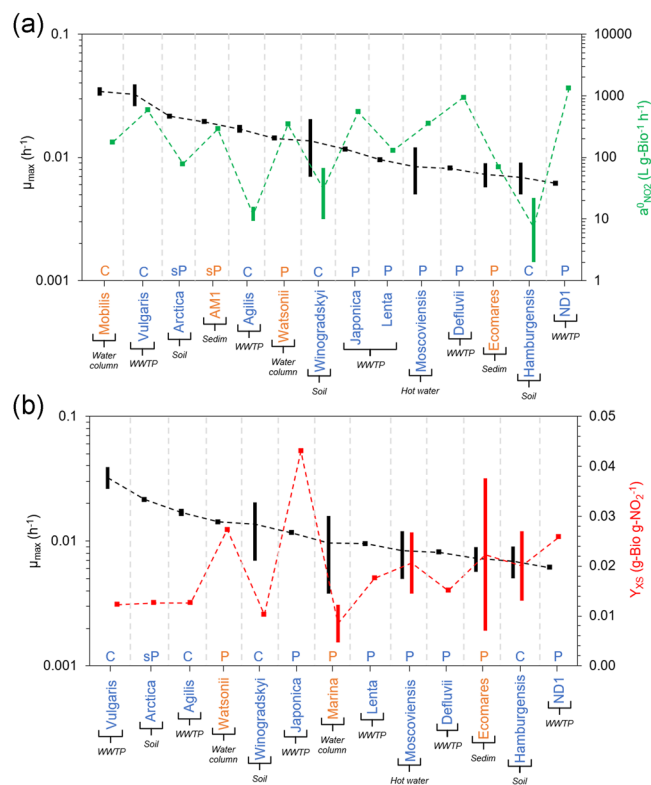 (a)
0.1
0.01
0.001
μmax (h-1)
10000
1000
100
10
1
a0NO2 (L g-Bio-1 h-1)
C C sP sP C P C P P P P P C P
Mobilis Vulgaris Arctica AM1 Agilis Watsonii Winogradskyi Japonica Lenta Moscoviensis Defluvii Ecomares Hamburgensis ND1
Water column WWTP Soil Sedim WWTP Water column Soil WWTP Hot water WWTP Sedim Soil WWTP
(b)
0.1
0.01
0.001
μmax (h-1)
0.05
0.04
0.03
0.02
0.01
0.00
YXS (g-Bio g-NO2-1)
C sP C P C P P P P P P C P
Vulgaris Arctica Agilis Watsonii Winogradskyi Japonica Marina Lenta Moscoviensis Defluvii Ecomares Hamburgensis ND1
WWTP Soil WWTP Water column Soil WWTP Water column WWTP Hot water WWTP Sedim Soil WWTP